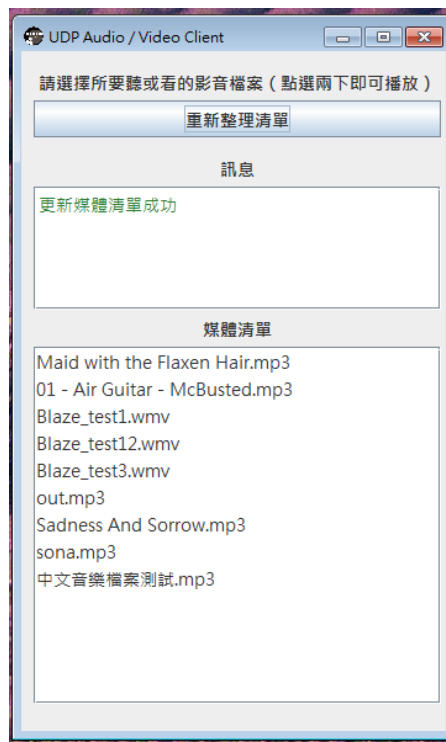 UDP Audio / Video Client
請選擇所要聽或看的影音檔案（點選兩下即可播放）
重新整理清單
訊息
更新媒體清單成功
媒體清單
Maid with the Flaxen Hair.mp3
01 - Air Guitar - McBusted.mp3
Blaze_test1.wmv
Blaze_test12.wmv
Blaze_test3.wmv
out.mp3
Sadness And Sorrow.mp3
sona.mp3
中文音樂檔案測試.mp3